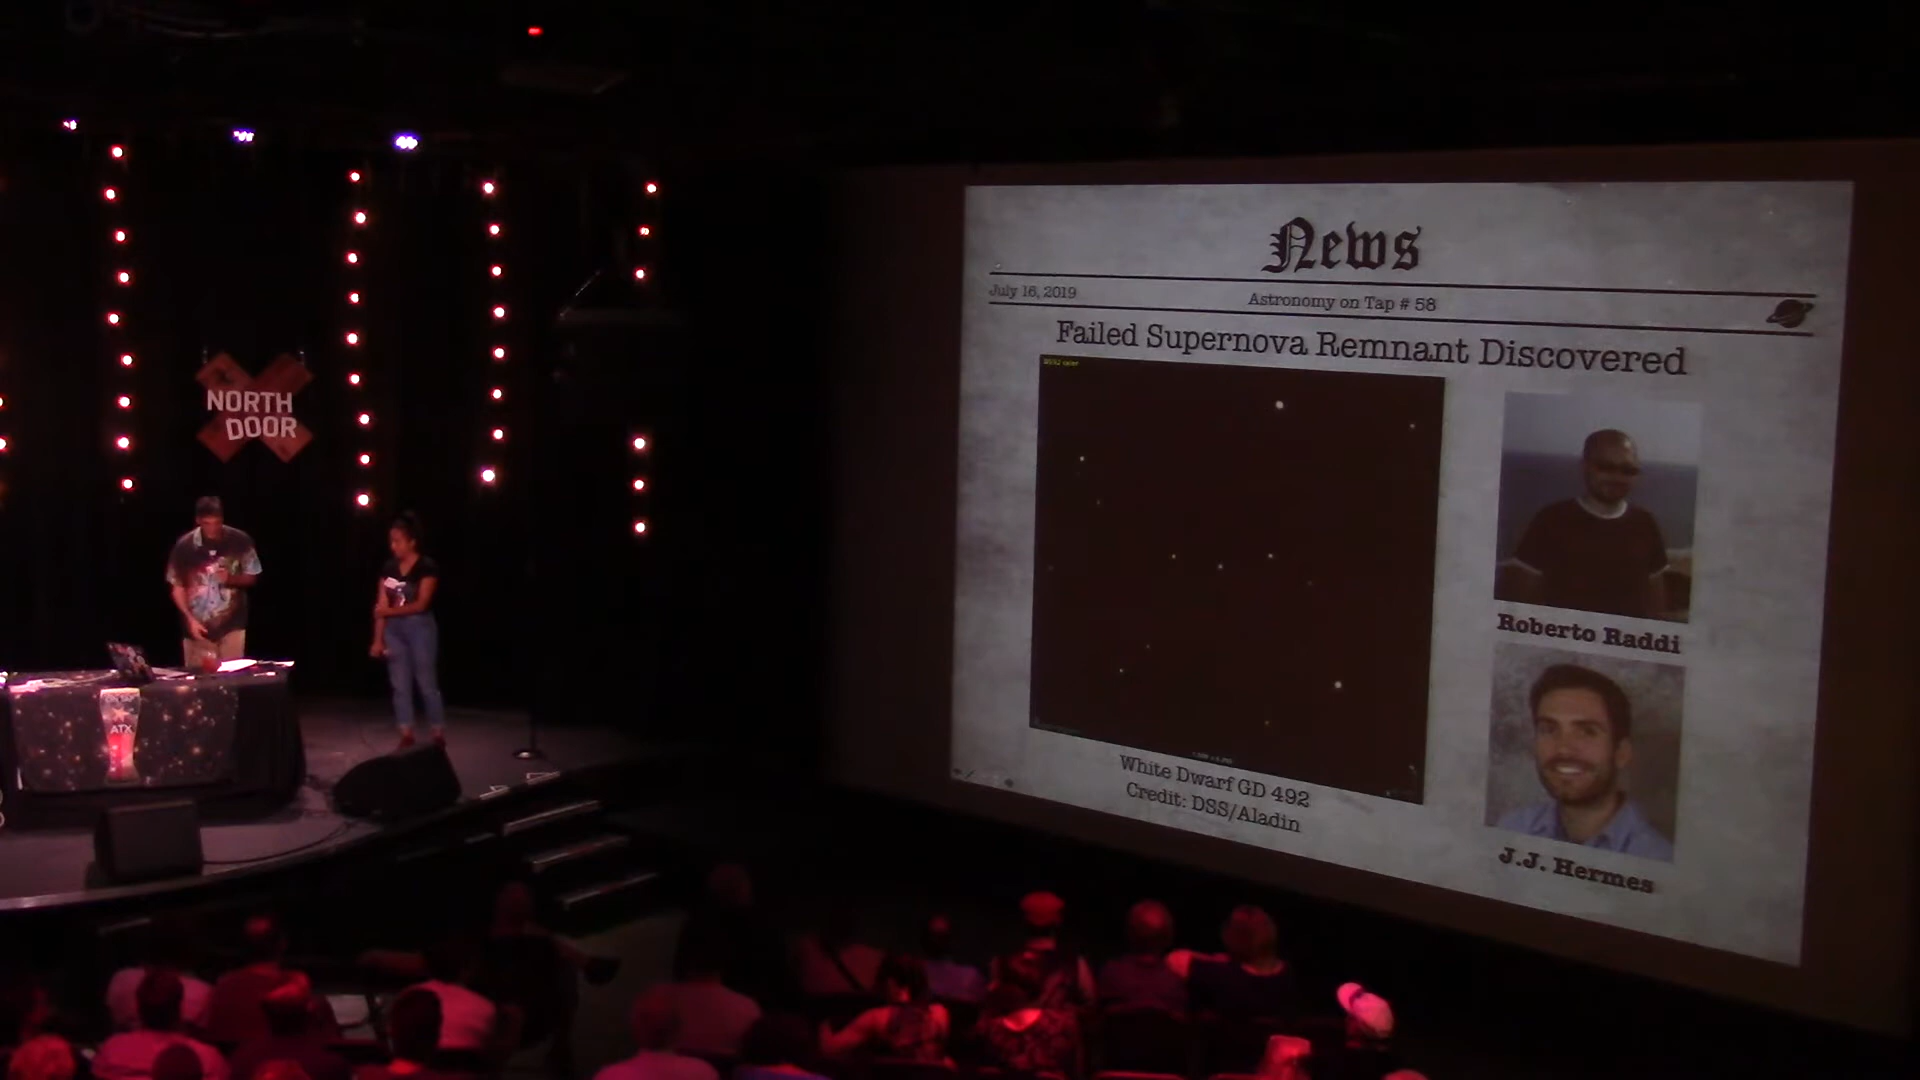 NORTH
DOOR
ATX
News
July 16, 2019
Astronomy on Tap # 58
Failed Supernova Remnant Discovered
White Dwarf GD 492
Credit: DSS/Aladin
Roberto Raddi
J.J. Hermes